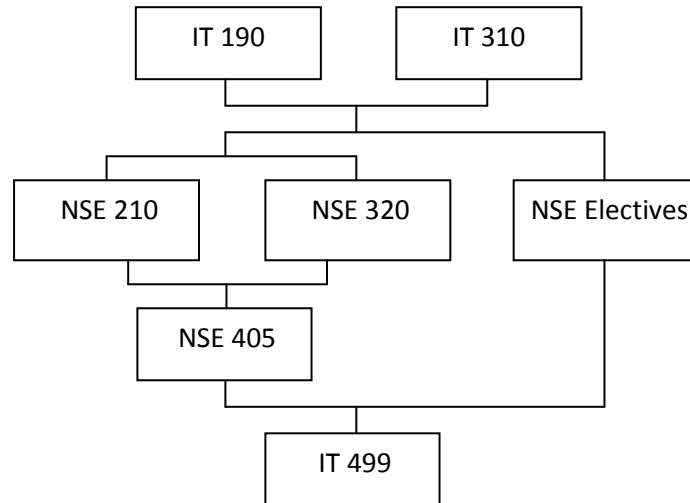 IT 190
IT 310
NSE 210
NSE 320
NSE Electives
NSE 405
IT 499